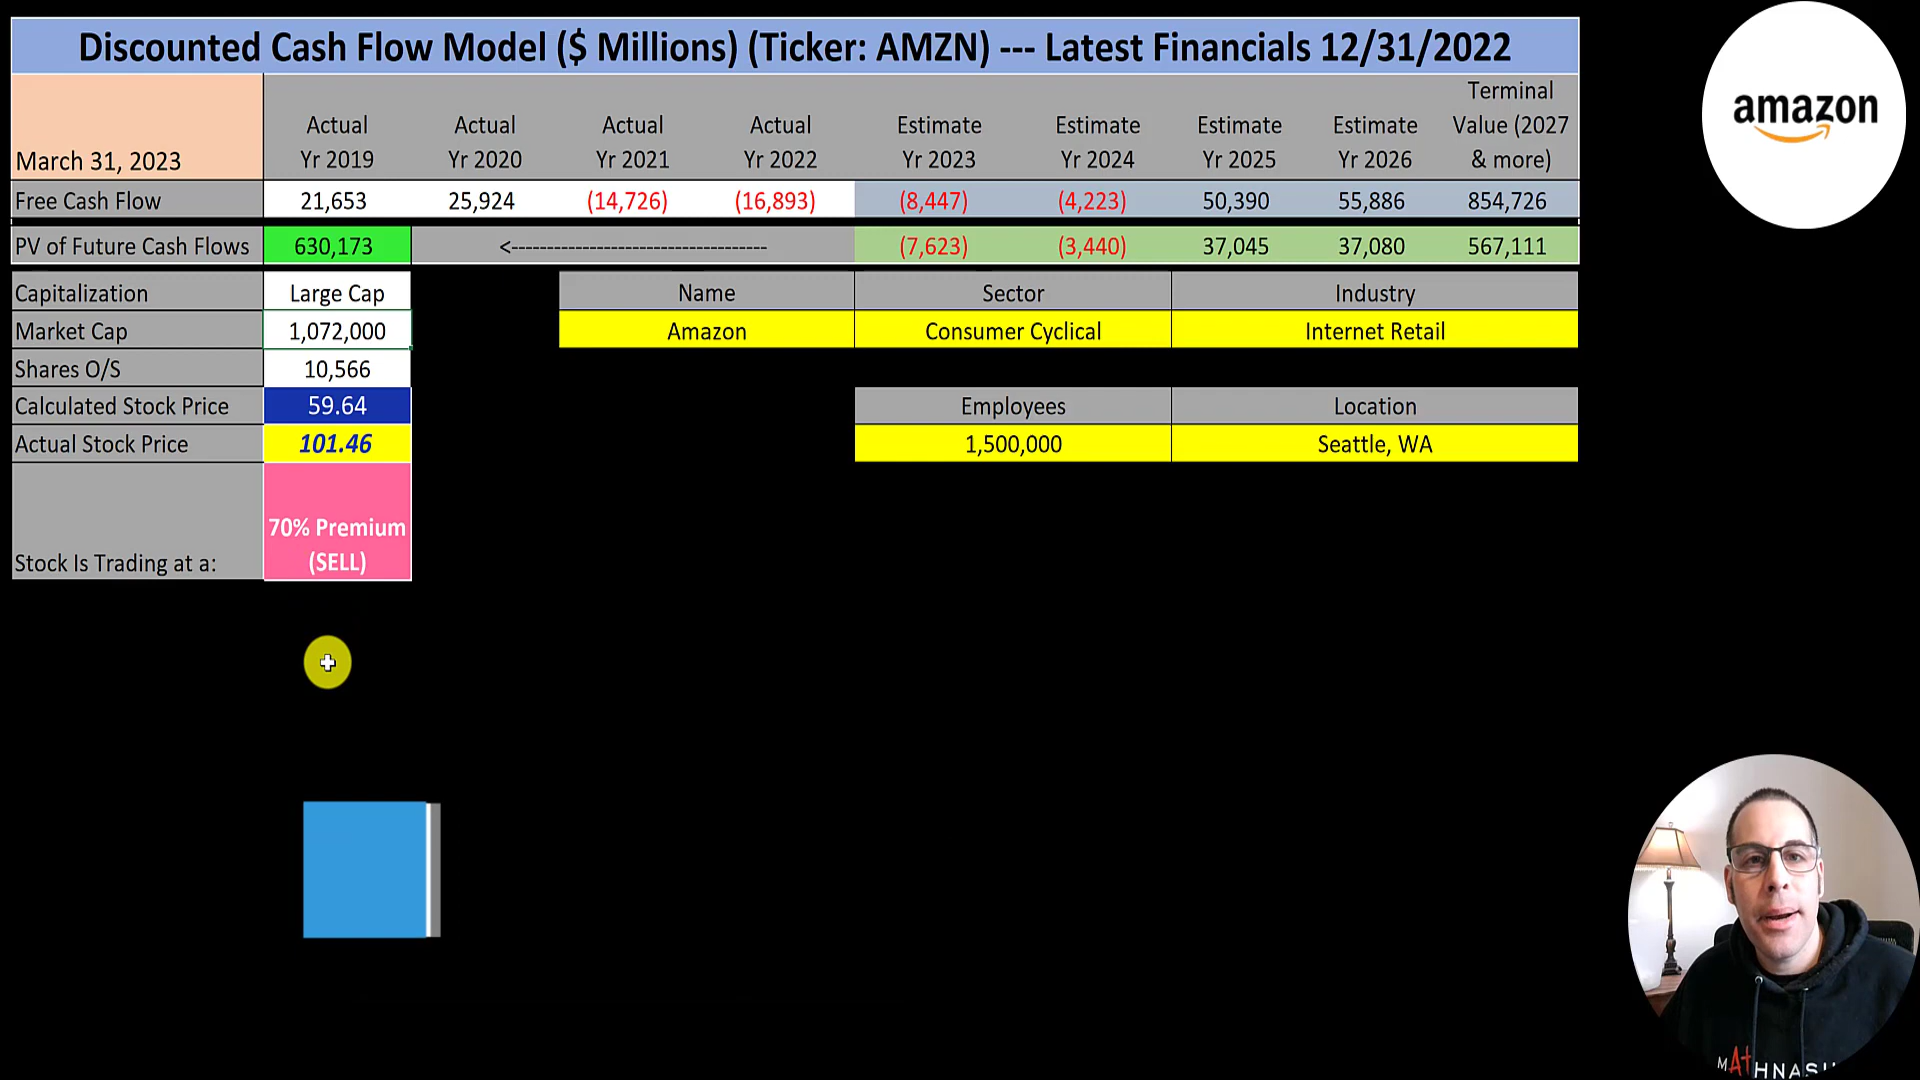 Discounted Cash Flow Model ($ Millions) (Ticker: AMZN) --- Latest Financials 12/31/2022
amazon
March 31, 2023
Actual Yr 2019
Actual Yr 2020
Actual Yr 2021
Actual Yr 2022
Estimate Yr 2023
Estimate Yr 2024
Estimate Yr 2025
Estimate Yr 2026
Terminal Value (2027 & more)
Free Cash Flow 21,653 25,924 (14,726) (16,893) (8,447) (4,223) 50,390 55,886 854,726
PV of Future Cash Flows 630,173 <----------------------------------- (7,623) (3,440) 37,045 37,080 567,111
Capitalization Large Cap Name Sector Industry
Market Cap 1,072,000 Amazon Consumer Cyclical Internet Retail
Shares O/S 10,566
Calculated Stock Price 59.64 Employees Location
Actual Stock Price 101.46 1,500,000 Seattle, WA
Stock Is Trading at a: 70% Premium (SELL)